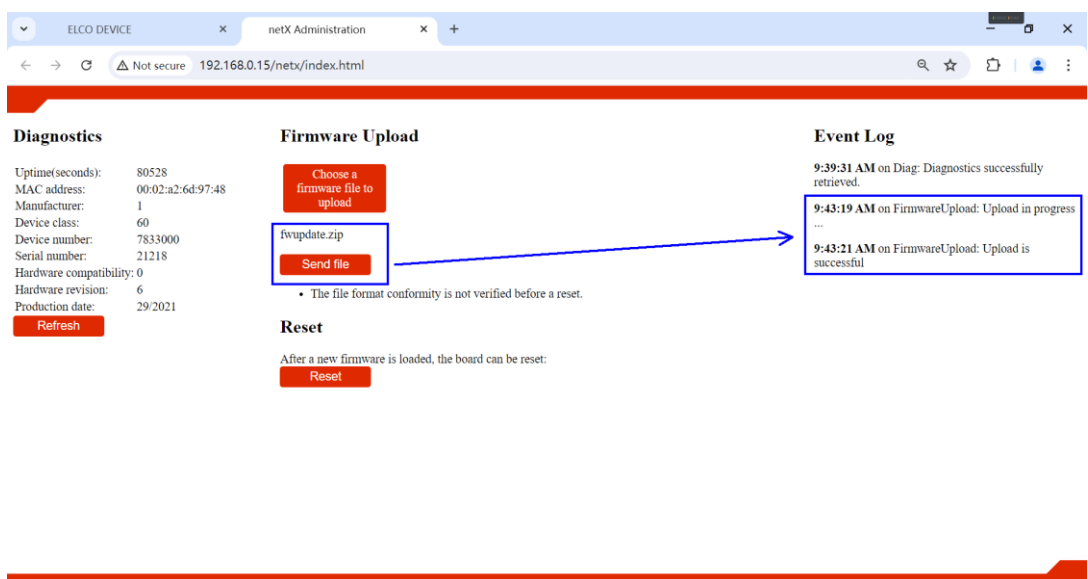 ELCO DEVICE
netX Administration
Not secure 192.168.0.15/netx/index.html
Diagnostics
Uptime(seconds): 80528
MAC address: 00:02:a2:6d:97:48
Manufacturer: 1
Device class: 60
Device number: 7833000
Serial number: 21218
Hardware compatibility: 0
Hardware revision: 6
Production date: 29/2021
Refresh
Firmware Upload
Choose a
firmware file to
upload
fwupdate.zip
Send file
• The file format conformity is not verified before a reset.
Reset
After a new firmware is loaded, the board can be reset:
Reset
Event Log
9:39:31 AM on Diag: Diagnostics successfully
retrieved.
9:43:19 AM on FirmwareUpload: Upload in progress
...
9:43:21 AM on FirmwareUpload: Upload is
successful